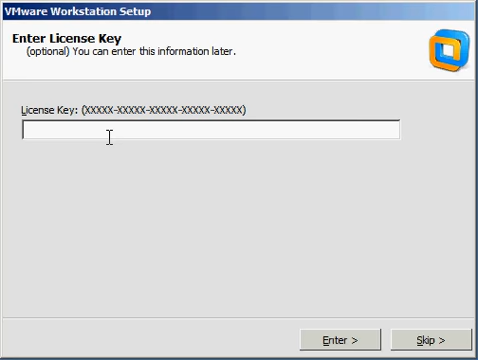 VMware Workstation Setup
Enter License Key
(optional) You can enter this information later.
License Key: (XXXXX-XXXXX-XXXXX-XXXXX-XXXXX)
Enter >
Skip >